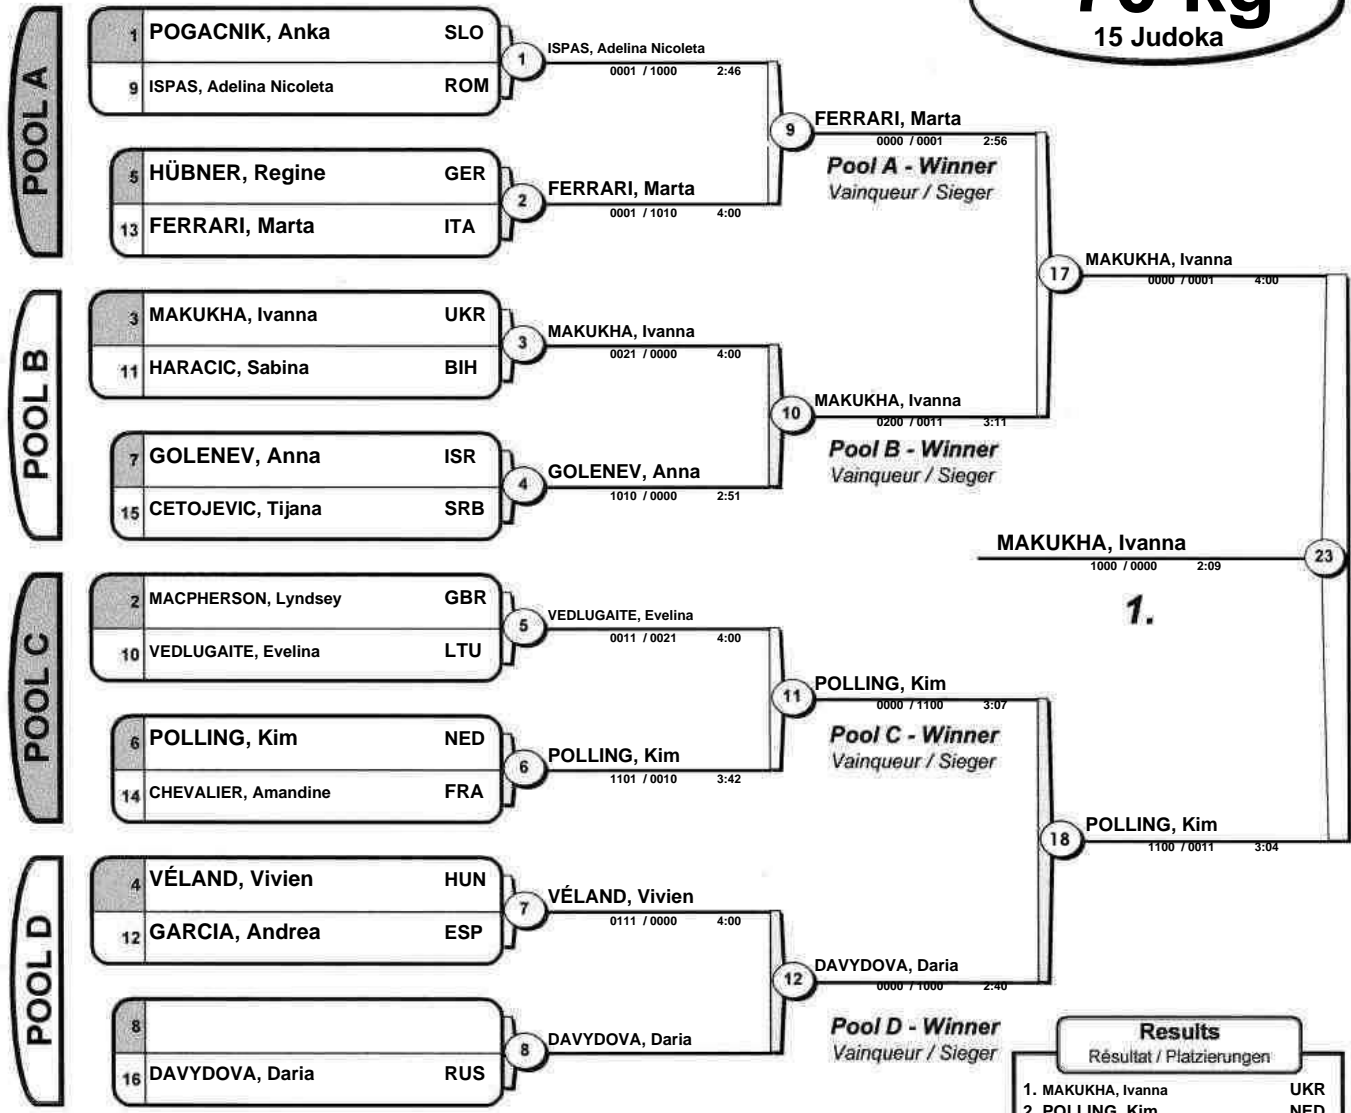 70 kg
15 Judoka
POOL A
1 POGACNIK, Anka SLO
9 ISPAS, Adelina Nicoleta ROM
1
ISPAS, Adelina Nicoleta
0001 / 1000 2:46
5 HÜBNER, Regine GER
13 FERRARI, Marta ITA
2
FERRARI, Marta
0001 / 1010 4:00
9
FERRARI, Marta
0000 / 0001 2:56
Pool A - Winner
Vainqueur / Sieger
POOL B
3 MAKUKHA, Ivanna UKR
11 HARACIC, Sabina BIH
3
MAKUKHA, Ivanna
0021 / 0000 4:00
7 GOLENEV, Anna ISR
15 CETOJEVIC, Tijana SRB
4
GOLENEV, Anna
1010 / 0000 2:51
10
MAKUKHA, Ivanna
0200 / 0011 3:11
Pool B - Winner
Vainqueur / Sieger
17
MAKUKHA, Ivanna
0000 / 0001 4:00
MAKUKHA, Ivanna
1000 / 0000 2:09
23
1.
POOL C
2 MACPHERSON, Lyndsey GBR
10 VEDLUGAITE, Evelina LTU
5
VEDLUGAITE, Evelina
0011 / 0021 4:00
6 POLLING, Kim NED
14 CHEVALIER, Amandine FRA
6
POLLING, Kim
1101 / 0010 3:42
11
POLLING, Kim
0000 / 1100 3:07
Pool C - Winner
Vainqueur / Sieger
18
POLLING, Kim
1100 / 0011 3:04
POOL D
4 VÉLAND, Vivien HUN
12 GARCIA, Andrea ESP
7
VÉLAND, Vivien
0111 / 0000 4:00
8
16 DAVYDOVA, Daria RUS
8
DAVYDOVA, Daria
12
DAVYDOVA, Daria
0000 / 1000 2:40
Pool D - Winner
Vainqueur / Sieger
Results
Résultat / Platzierungen
1. MAKUKHA, Ivanna UKR
2. POLLING, Kim NED